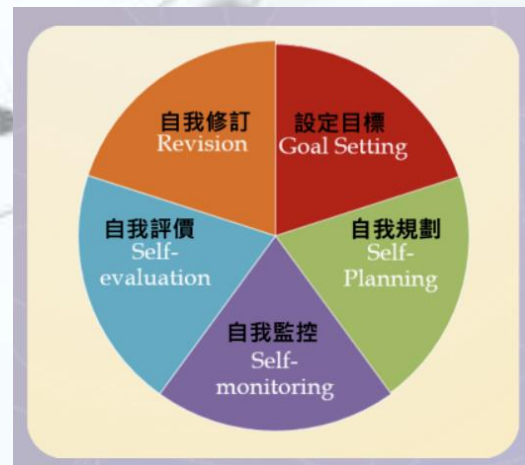 自我修訂
Revision
設定目標
Goal Setting
自我評價
Self-
evaluation
自我規劃
Self-
Planning
自我監控
Self-
monitoring